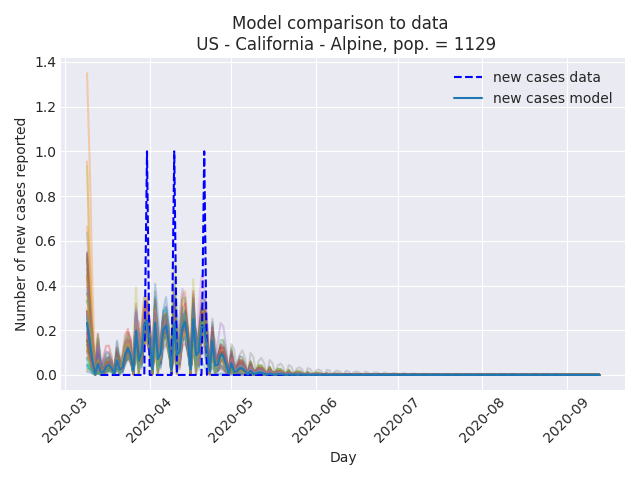 Model comparison to data
US - California - Alpine, pop. = 1129
new cases data
new cases model
Number of new cases reported
1.4
1.2
1.0
0.8
0.6
0.4
0.2
0.0
2020-03
2020-04
2020-05
2020-06
2020-07
2020-08
2020-09
Day